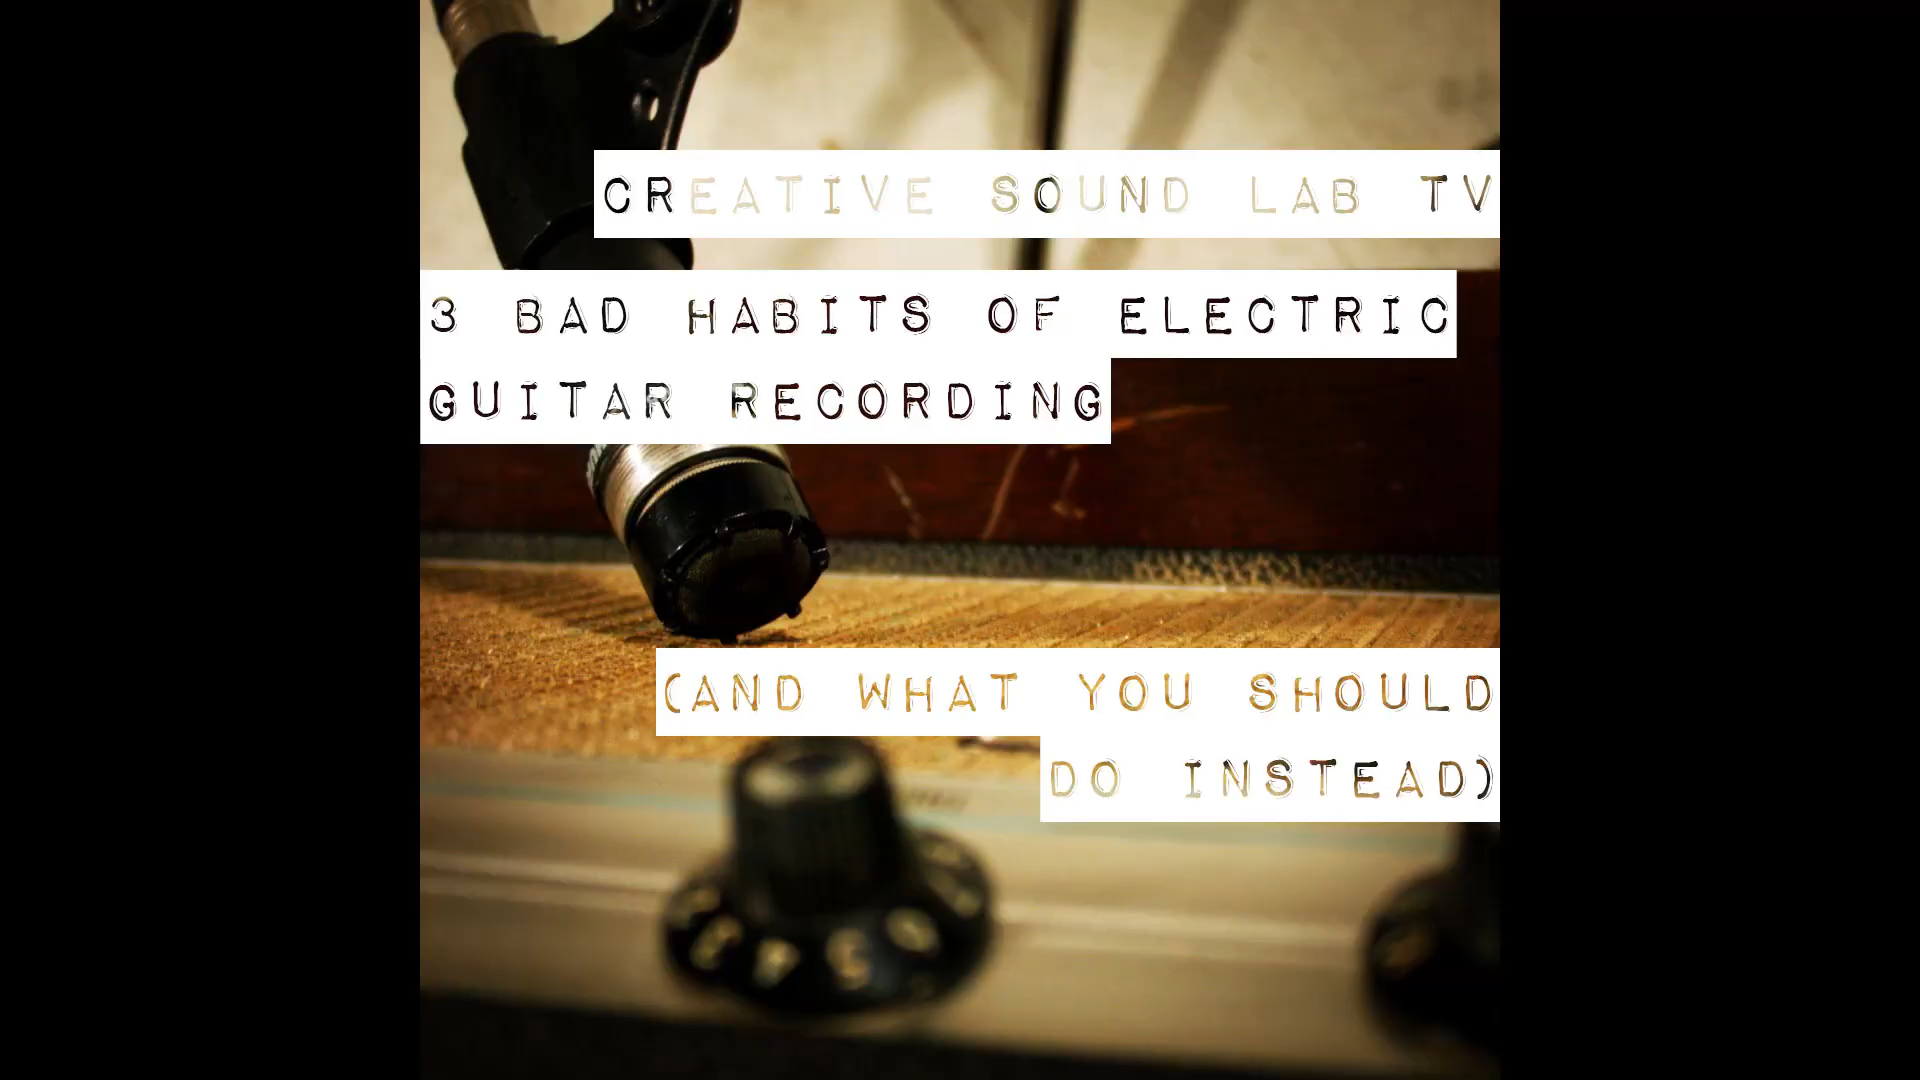 CREATIVE SOUND LAB TV
3 BAD HABITS OF ELECTRIC
GUITAR RECORDING
(AND WHAT YOU SHOULD
DO INSTEAD)